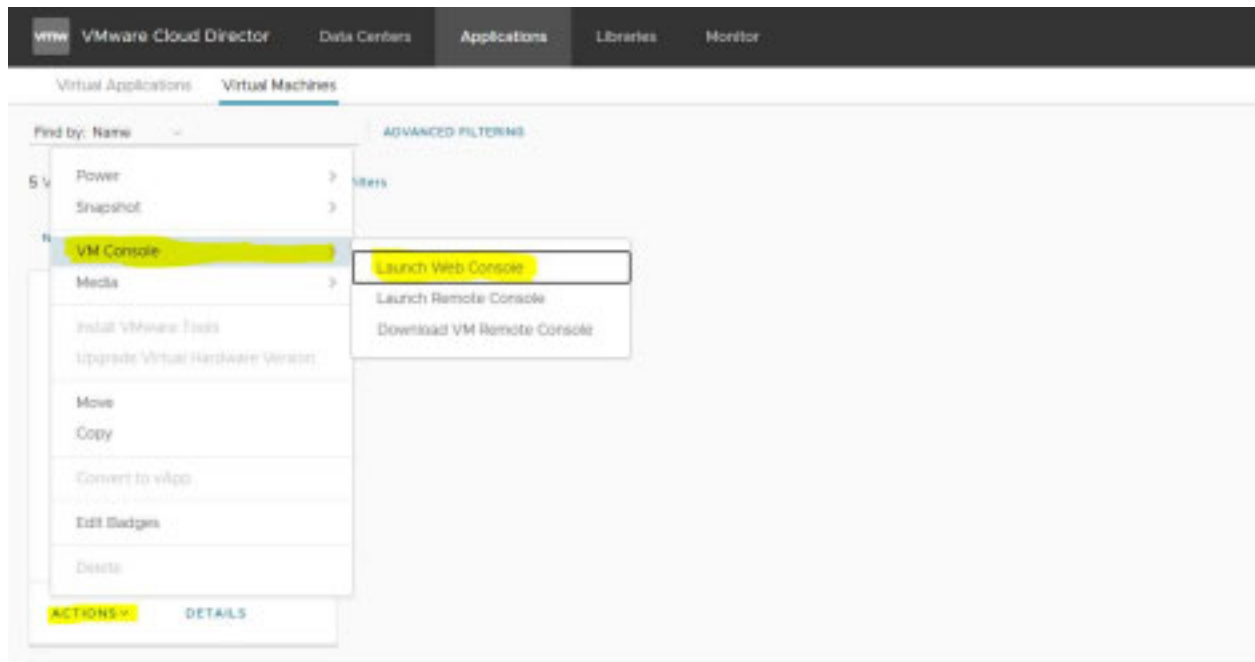 vmw VMware Cloud Director Data Centers Applications Libraries Monitor
Virtual Applications Virtual Machines
Find by: Name ADVANCED FILTERING
5 V
Power
Snapshot
N
VM Console
Media
Install VMware Tools
Upgrade Virtual Hardware Version
Move
Copy
Convert to vApp
Edit Badges
Delete
Launch Web Console
Launch Remote Console
Download VM Remote Console
ACTIONS DETAILS